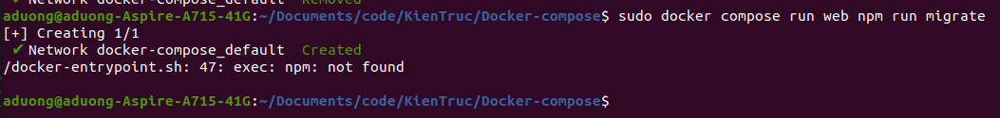 ✔ Network docker-compose_default Removed
aduong@aduong-Aspire-A715-41G:~/Documents/code/KienTruc/Docker-compose$ sudo docker compose run web npm run migrate
[+] Creating 1/1
✔ Network docker-compose_default Created
/docker-entrypoint.sh: 47: exec: npm: not found
aduong@aduong-Aspire-A715-41G:~/Documents/code/KienTruc/Docker-compose$